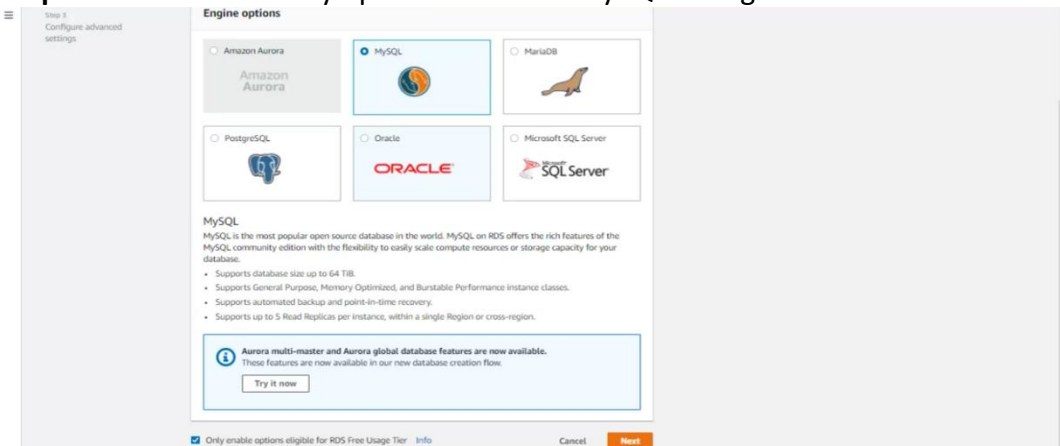 Step 3
Configure advanced
settings
Engine options
Amazon Aurora
MySQL
MariaDB
Amazon
Aurora
PostgreSQL
Oracle
Microsoft SQL Server
ORACLE
Microsoft
SQL Server
MySQL
MySQL is the most popular open source database in the world. MySQL on RDS offers the rich features of the
MySQL community edition with the flexibility to easily scale compute resources or storage capacity for your
database.
• Supports database size up to 64 TiB.
• Supports General Purpose, Memory Optimized, and Burstable Performance instance classes.
• Supports automated backup and point-in-time recovery.
• Supports up to 5 Read Replicas per instance, within a single Region or cross-region.
Aurora multi-master and Aurora global database features are now available.
These features are now available in our new database creation flow.
Try it now
Only enable options eligible for RDS Free Usage Tier Info
Cancel Next